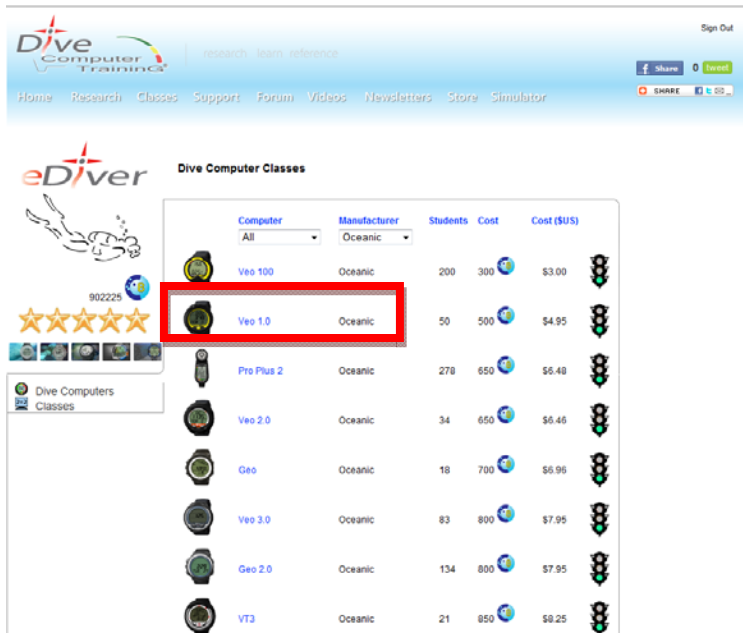 Sign Out
Dive
Computer
Training
research learn reference
Share 0 tweet
SHARE
Home Research Classes Support Forum Videos Newsletters Store Simulator
eDiver
Dive Computer Classes
Computer Manufacturer Students Cost Cost ($US)
All Oceanic
Veo 100 Oceanic 200 300 $3.00
902225
Veo 1.0 Oceanic 50 500 $4.95
Pro Plus 2 Oceanic 278 650 $6.48
Dive Computers
Classes
Veo 2.0 Oceanic 34 650 $6.46
Geo Oceanic 18 700 $6.96
Veo 3.0 Oceanic 83 800 $7.95
Geo 2.0 Oceanic 134 800 $7.95
VT3 Oceanic 21 850 $8.25